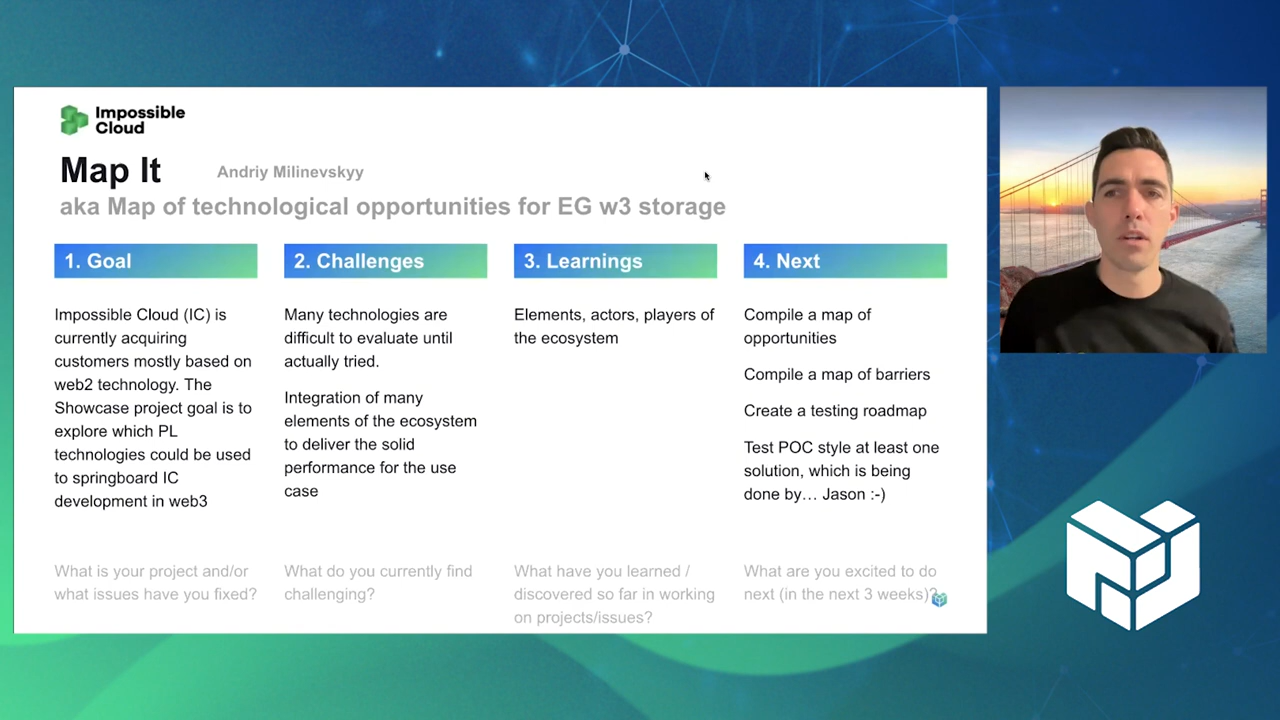 Impossible
Cloud
Map It
Andriy Milinevskyy
aka Map of technological opportunities for EG w3 storage
1. Goal
Impossible Cloud (IC) is
currently acquiring
customers mostly based on
web2 technology. The
Showcase project goal is to
explore which PL
technologies could be used
to springboard IC
development in web3
What is your project and/or
what issues have you fixed?
2. Challenges
Many technologies are
difficult to evaluate until
actually tried.
Integration of many
elements of the ecosystem
to deliver the solid
performance for the use
case
What do you currently find
challenging?
3. Learnings
Elements, actors, players of
the ecosystem
What have you learned /
discovered so far in working
on projects/issues?
4. Next
Compile a map of
opportunities
Compile a map of barriers
Create a testing roadmap
Test POC style at least one
solution, which is being
done by… Jason :-)
What are you excited to do
next (in the next 3 weeks)?